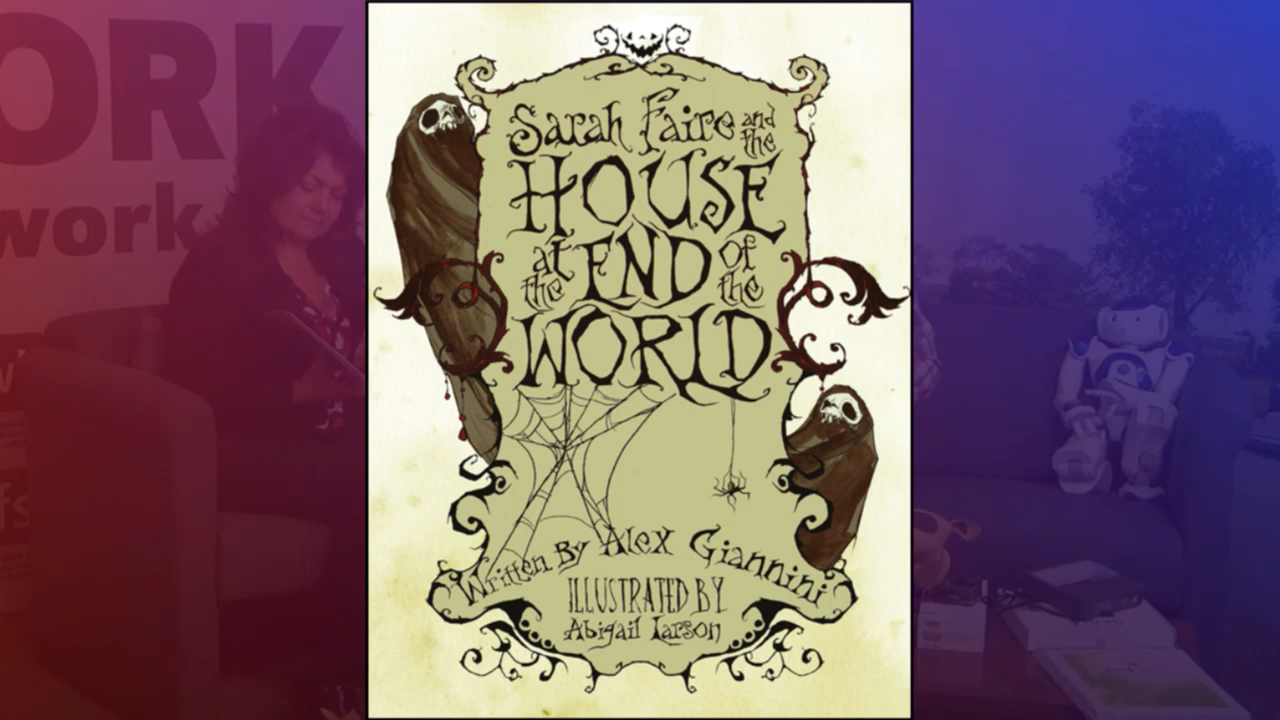 ORK
work
Sarah Faire and
the
HOUSE
at the END of the
WORLD
Written By Alex Giannini
ILLUSTRATED BY
Abigail Larson